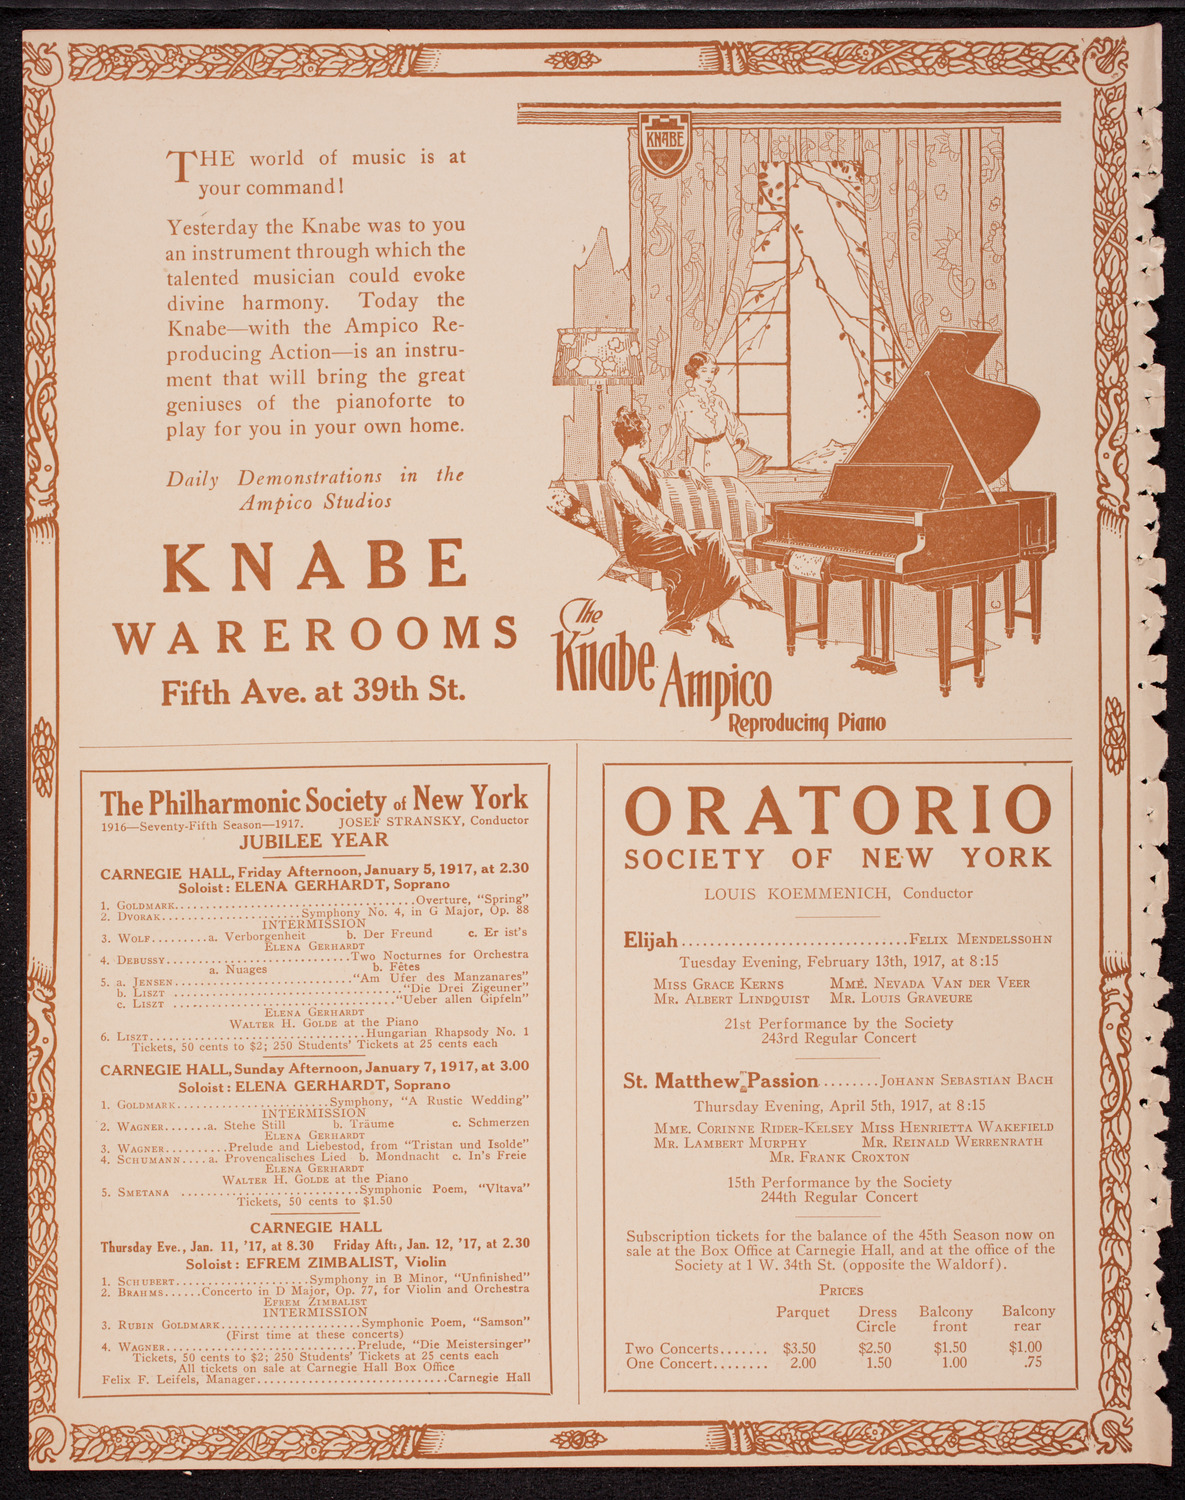 THE world of music is at
your command!
Yesterday the Knabe was to you
an instrument through which the
talented musician could evoke
divine harmony. Today the
Knabe—with the Ampico Re-
producing Action—is an instru-
ment that will bring the great
geniuses of the pianoforte to
play for you in your own home.
Daily Demonstrations in the
Ampico Studios
KNABE
WAREROOMS
Fifth Ave. at 39th St.
KNABE
The
Knabe Ampico
Reproducing Piano
The Philharmonic Society of New York
1916—Seventy-Fifth Season—1917. JOSEF STRANSKY, Conductor
JUBILEE YEAR
CARNEGIE HALL, Friday Afternoon, January 5, 1917, at 2.30
Soloist: ELENA GERHARDT, Soprano
1. GOLDMARK......Overture, "Spring"
2. DVORAK......Symphony No. 4, in G Major, Op. 88
INTERMISSION
3. WOLF.........a. Verborgenheit b. Der Freund c. Er ist's
ELENA GERHARDT
4. DEBUSSY......Two Nocturnes for Orchestra
a. Nuages b. Fêtes
5. a. JENSEN......"Am Ufer des Manzanares"
b. LISZT ......"Die Drei Zigeuner"
c. LISZT ......"Ueber allen Gipfeln"
ELENA GERHARDT
WALTER H. GOLDE at the Piano
6. LISZT......Hungarian Rhapsody No. 1
Tickets, 50 cents to $2; 250 Students' Tickets at 25 cents each
CARNEGIE HALL, Sunday Afternoon, January 7, 1917, at 3.00
Soloist: ELENA GERHARDT, Soprano
1. GOLDMARK......Symphony, "A Rustic Wedding"
INTERMISSION
2. WAGNER.......a. Stehe Still b. Träume c. Schmerzen
ELENA GERHARDT
3. WAGNER..........Prelude and Liebestod, from "Tristan und Isolde"
4. SCHUMANN....a. Provencalisches Lied b. Mondnacht c. In's Freie
ELENA GERHARDT
WALTER H. GOLDE at the Piano
5. SMETANA ......Symphonic Poem, "Vltava"
Tickets, 50 cents to $1.50
CARNEGIE HALL
Thursday Eve., Jan. 11, '17, at 8.30 Friday Aft., Jan. 12, '17, at 2.30
Soloist: EFREM ZIMBALIST, Violin
1. SCHUBERT......Symphony in B Minor, "Unfinished"
2. BRAHMS......Concerto in D Major, Op. 77, for Violin and Orchestra
EFREM ZIMBALIST
INTERMISSION
3. RUBIN GOLDMARK......Symphonic Poem, "Samson"
(First time at these concerts)
4. WAGNER......Prelude, "Die Meistersinger"
Tickets, 50 cents to $2; 250 Students' Tickets at 25 cents each
All tickets on sale at Carnegie Hall Box Office
Felix F. Leifels, Manager......Carnegie Hall
ORATORIO
SOCIETY OF NEW YORK
LOUIS KOEMMENICH, Conductor
Elijah......FELIX MENDELSSOHN
Tuesday Evening, February 13th, 1917, at 8:15
MISS GRACE KERNS MME. NEVADA VAN DER VEER
MR. ALBERT LINDQUIST MR. LOUIS GRAVEURE
21st Performance by the Society
243rd Regular Concert
St. Matthew Passion........JOHANN SEBASTIAN BACH
Thursday Evening, April 5th, 1917, at 8:15
MME. CORINNE RIDER-KELSEY MISS HENRIETTA WAKEFIELD
MR. LAMBERT MURPHY MR. REINALD WERRENRATH
MR. FRANK CROXTON
15th Performance by the Society
244th Regular Concert
Subscription tickets for the balance of the 45th Season now on
sale at the Box Office at Carnegie Hall, and at the office of the
Society at 1 W. 34th St. (opposite the Waldorf).
PRICES
Parquet Dress Balcony Balcony
Circle front rear
Two Concerts....... $3.50 $2.50 $1.50 $1.00
One Concert........ 2.00 1.50 1.00 .75